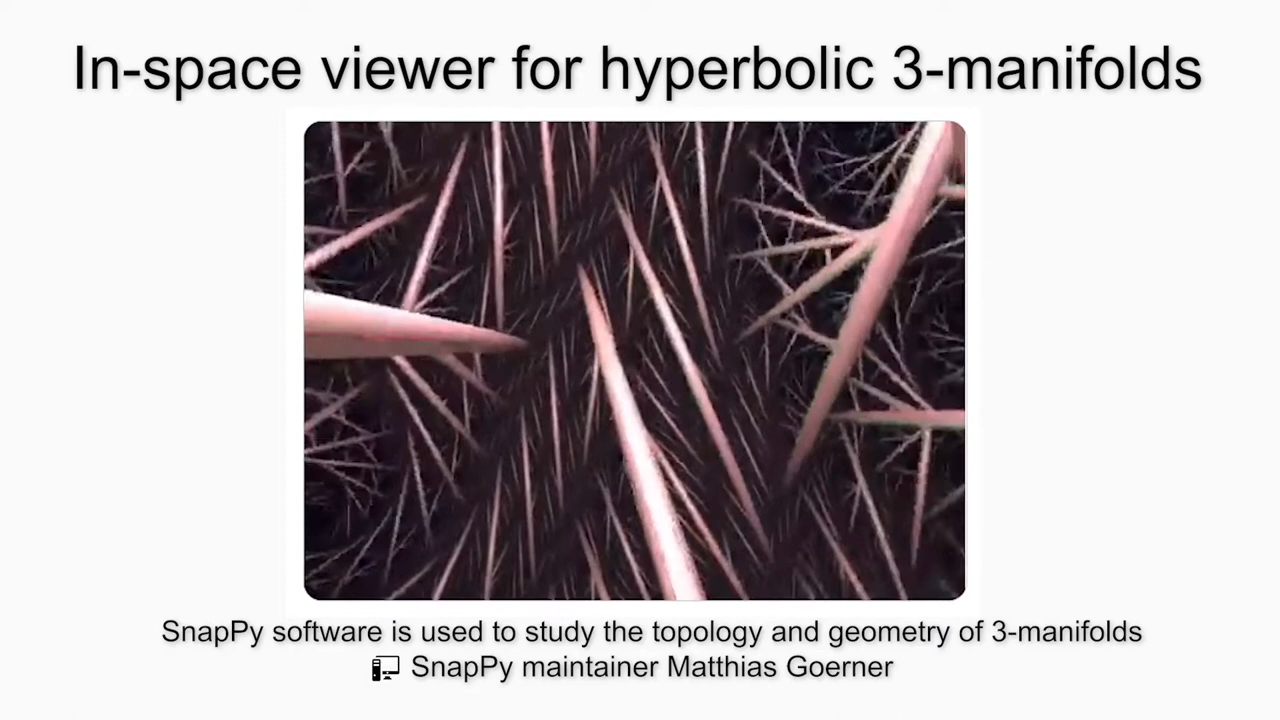 In-space viewer for hyperbolic 3-manifolds
SnapPy software is used to study the topology and geometry of 3-manifolds
SnapPy maintainer Matthias Goerner